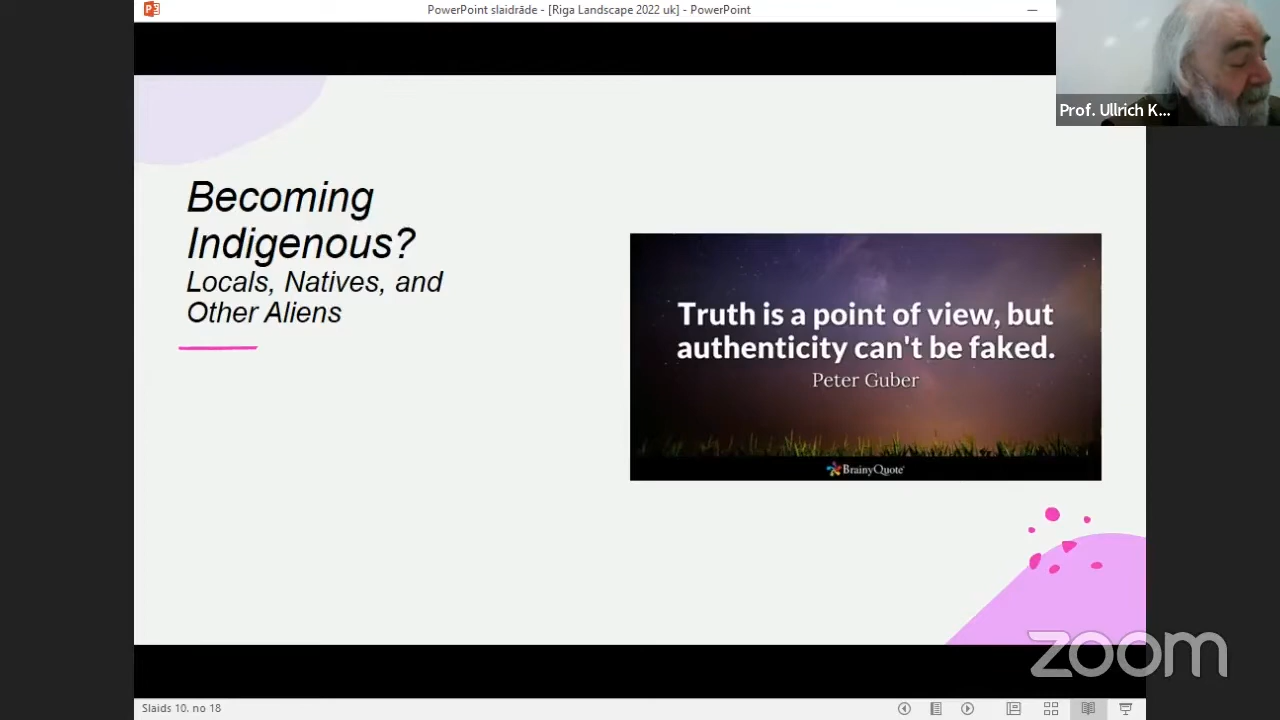 PowerPoint slaidrāde - [Riga Landscape 2022 uk] - PowerPoint
Prof. Ullrich K...
Becoming
Indigenous?
Locals, Natives, and
Other Aliens
Truth is a point of view, but
authenticity can't be faked.
Peter Guber
BrainyQuote
zoom
Slaids 10. no 18